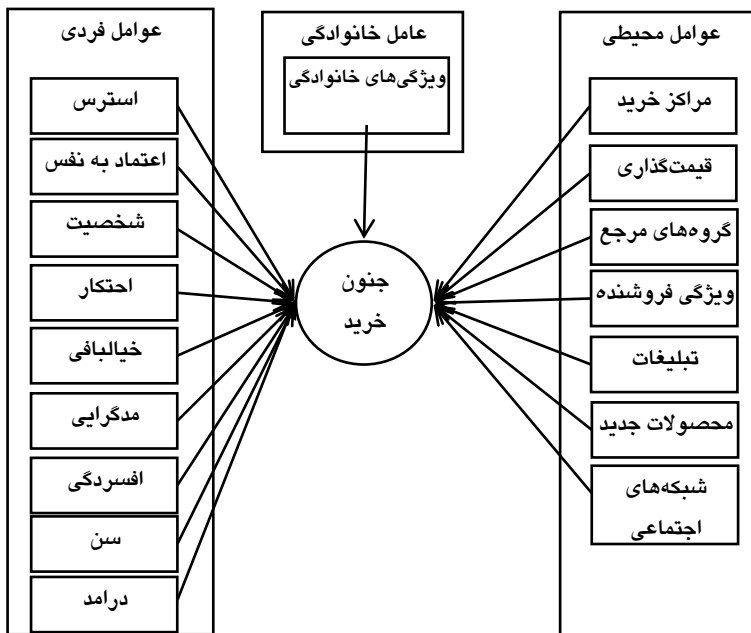 عوامل فردی
استرس
اعتماد به نفس
شخصیت
احتکار
خیالبافی
مدگرایی
افسردگی
سن
درامد
عامل خانوادگی
ویژگی‌های خانوادگی
جنون
خرید
عوامل محیطی
مراکز خرید
قیمت‌گذاری
گروه‌های مرجع
ویژگی فروشنده
تبلیغات
محصولات جدید
شبکه‌های
اجتماعی